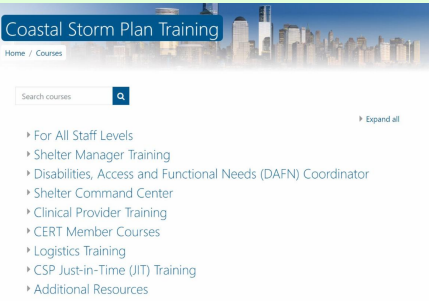 Coastal Storm Plan Training
Home / Courses
Search courses
Expand all
For All Staff Levels
Shelter Manager Training
Disabilities, Access and Functional Needs (DAFN) Coordinator
Shelter Command Center
Clinical Provider Training
CERT Member Courses
Logistics Training
CSP Just-in-Time (JIT) Training
Additional Resources